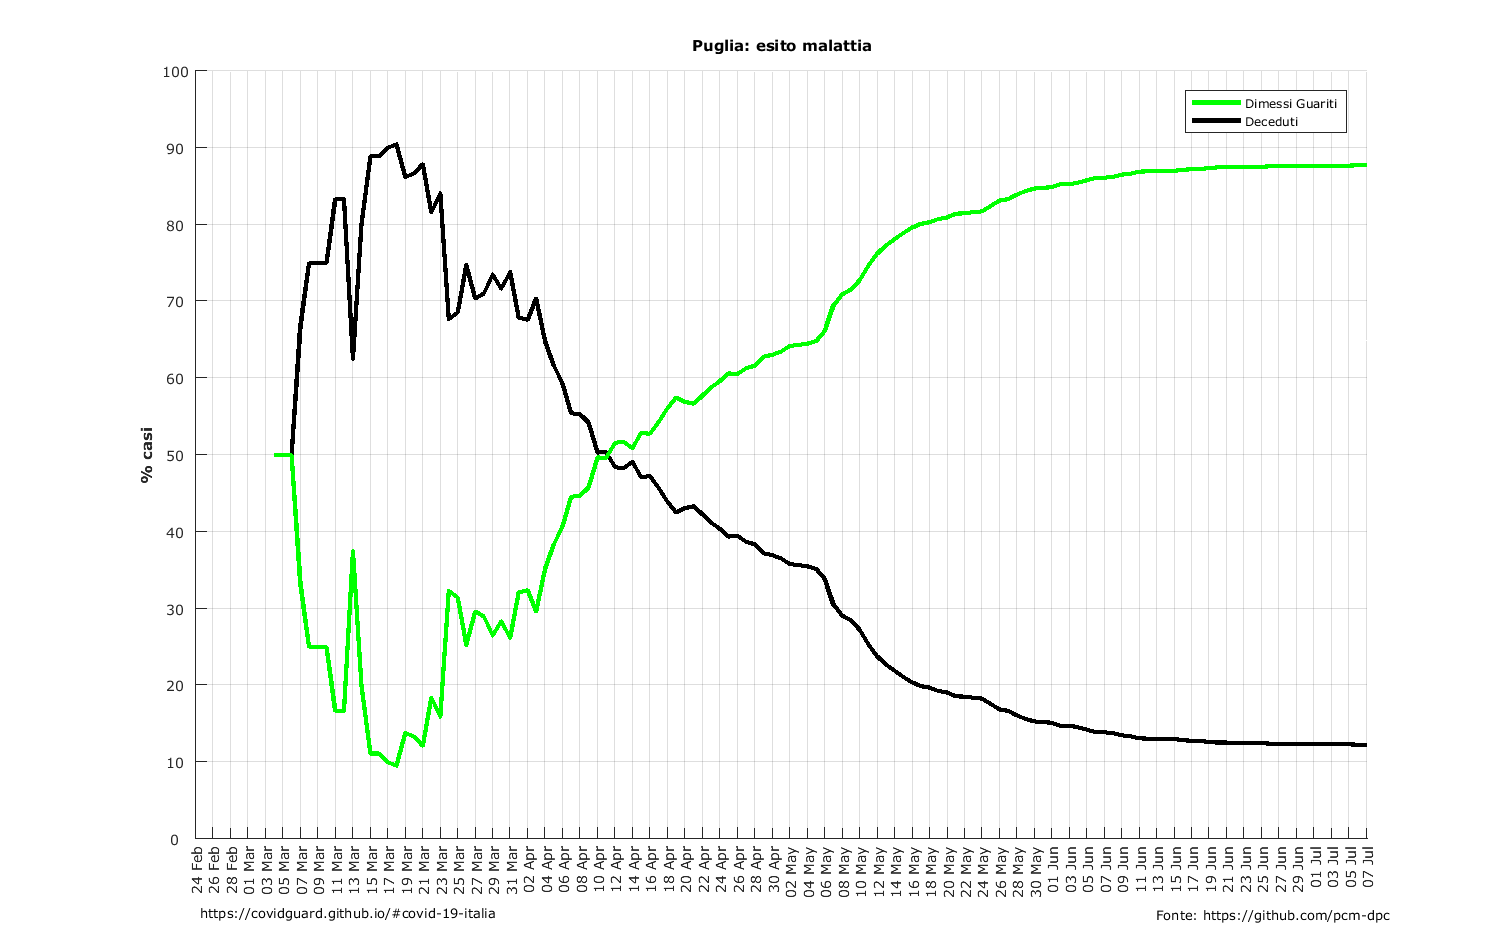 Puglia: esito malattia
100
90
80
70
60
50
40
30
20
10
0
% casi
Dimessi Guariti
Deceduti
24 Feb
26 Feb
28 Feb
01 Mar
03 Mar
05 Mar
07 Mar
09 Mar
11 Mar
13 Mar
15 Mar
17 Mar
19 Mar
21 Mar
23 Mar
25 Mar
27 Mar
29 Mar
31 Mar
02 Apr
04 Apr
06 Apr
08 Apr
10 Apr
12 Apr
14 Apr
16 Apr
18 Apr
20 Apr
22 Apr
24 Apr
26 Apr
28 Apr
30 Apr
02 May
04 May
06 May
08 May
10 May
12 May
14 May
16 May
18 May
20 May
22 May
24 May
26 May
28 May
30 May
01 Jun
03 Jun
05 Jun
07 Jun
09 Jun
11 Jun
13 Jun
15 Jun
17 Jun
19 Jun
21 Jun
23 Jun
25 Jun
27 Jun
29 Jun
01 Jul
03 Jul
05 Jul
07 Jul
https://covidguard.github.io/#covid-19-italia
Fonte: https://github.com/pcm-dpc